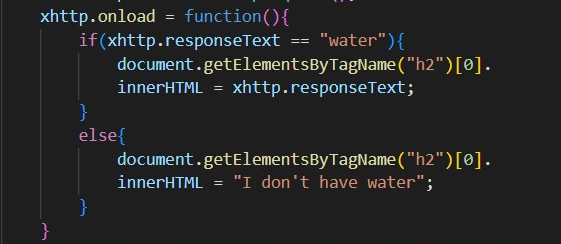 xhttp.onload = function(){
if(xhttp.responseText == "water"){
document.getElementsByTagName("h2")[0].
innerHTML = xhttp.responseText;
}
else{
document.getElementsByTagName("h2")[0].
innerHTML = "I don't have water";
}
}